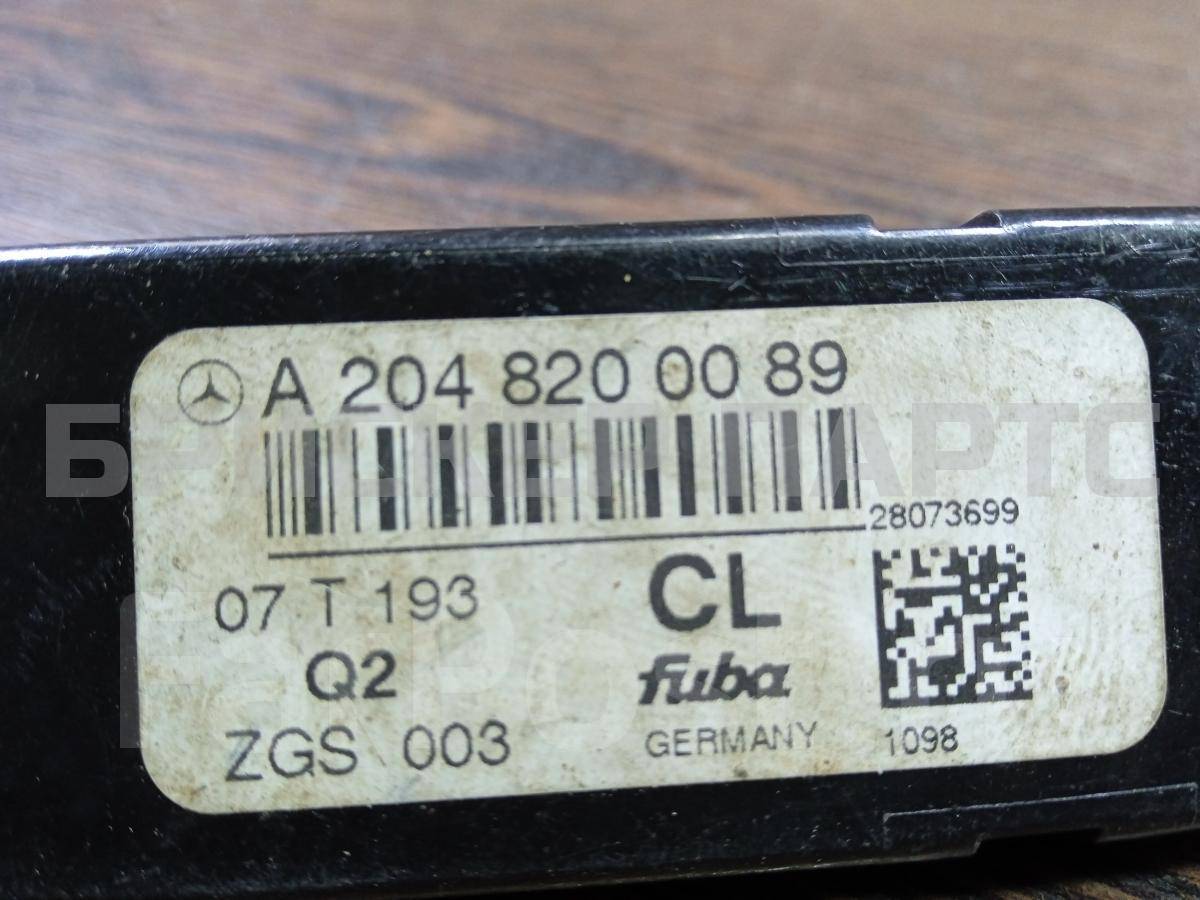 A 204 820 00 89
28073699
07 T 193
CL
Q2
fuba
ZGS 003
GERMANY
1098